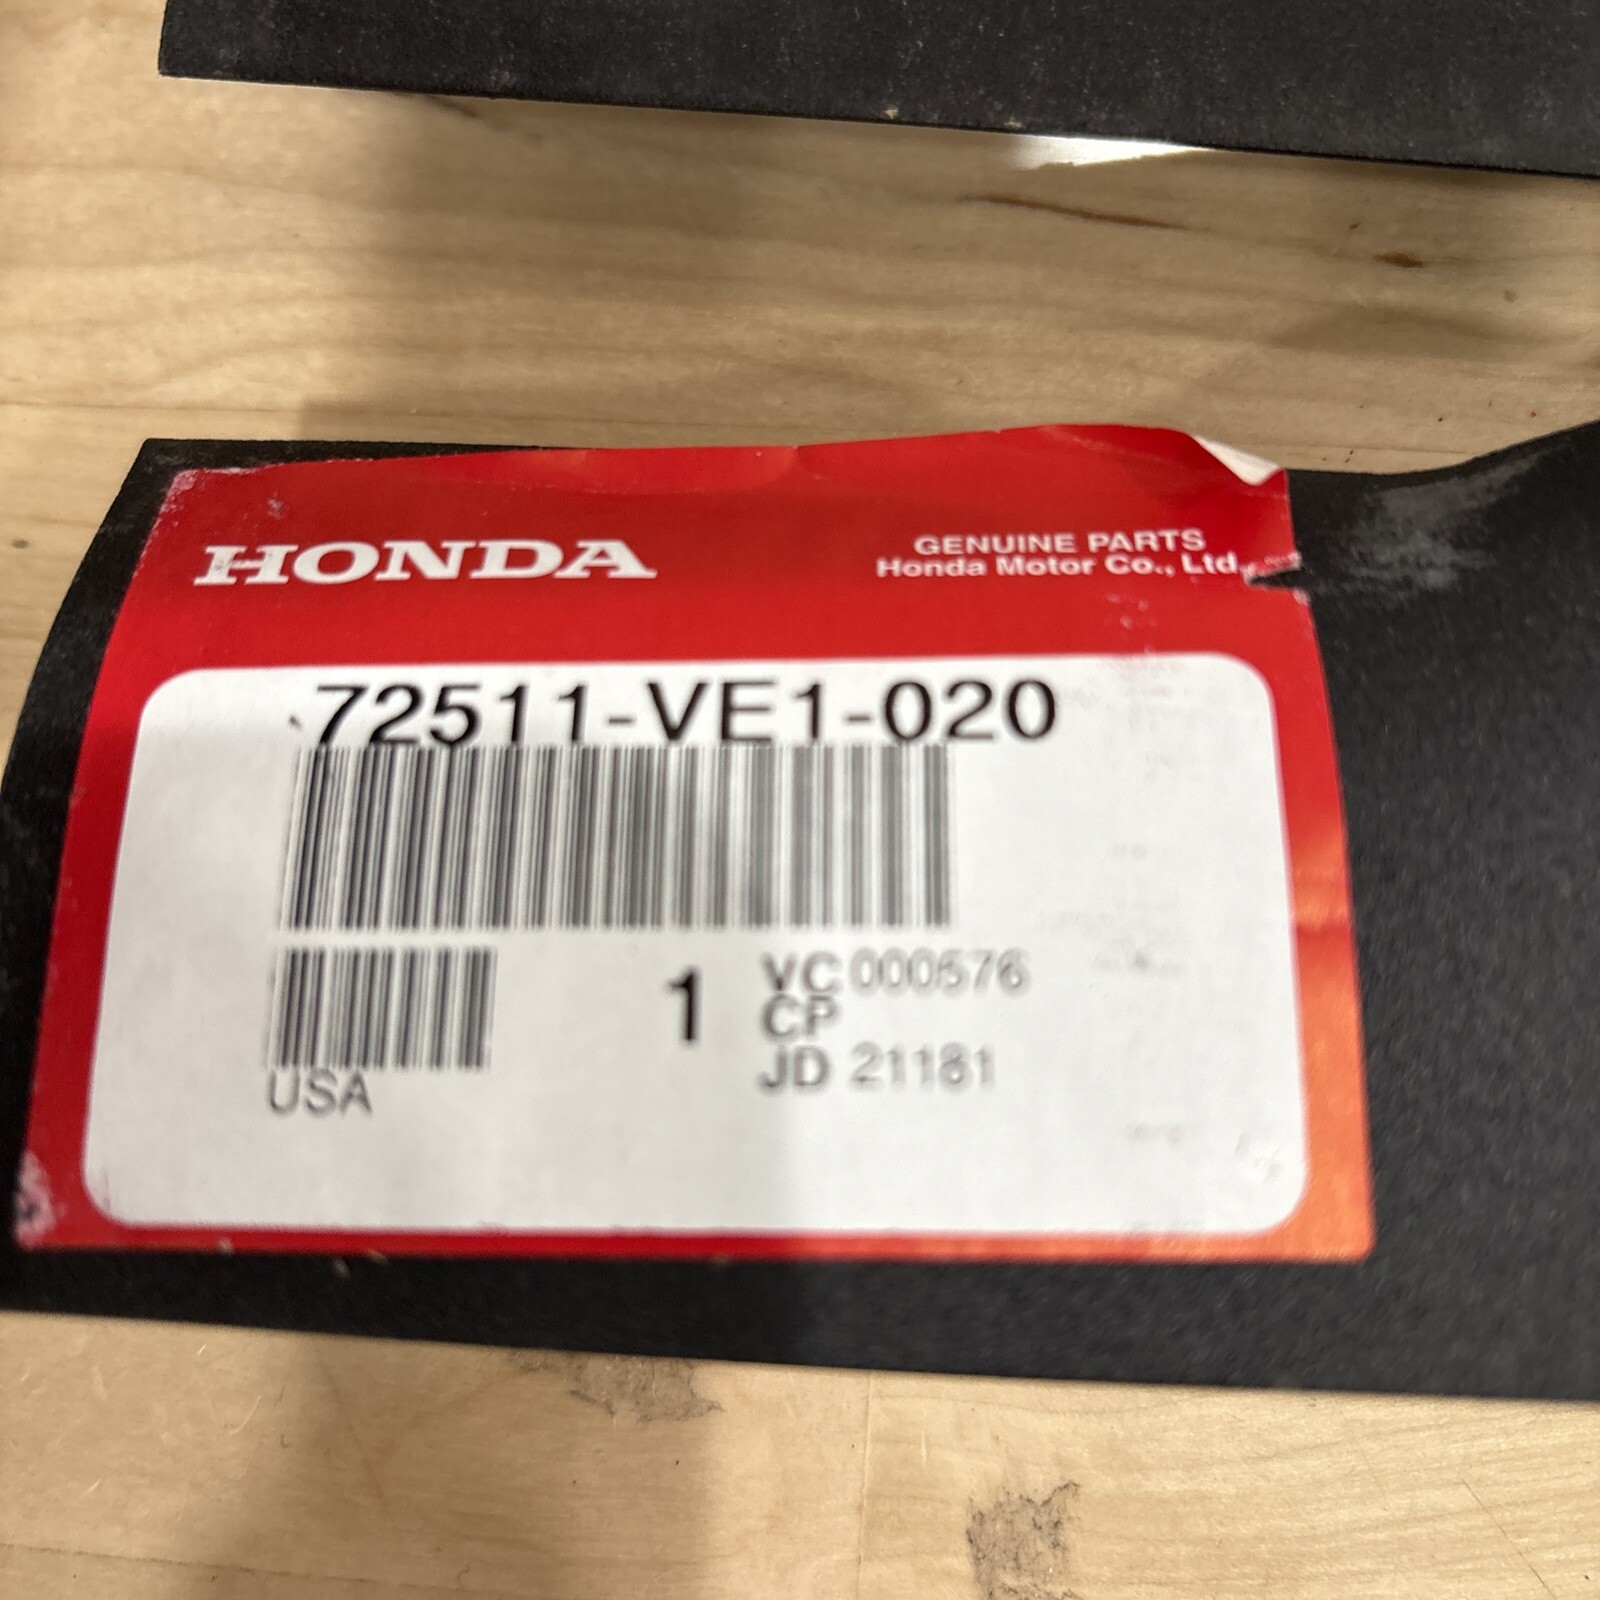 HONDA
GENUINE PARTS
Honda Motor Co., Ltd.
72511-VE1-020
1
VC 000576
CP
JD 21181
USA